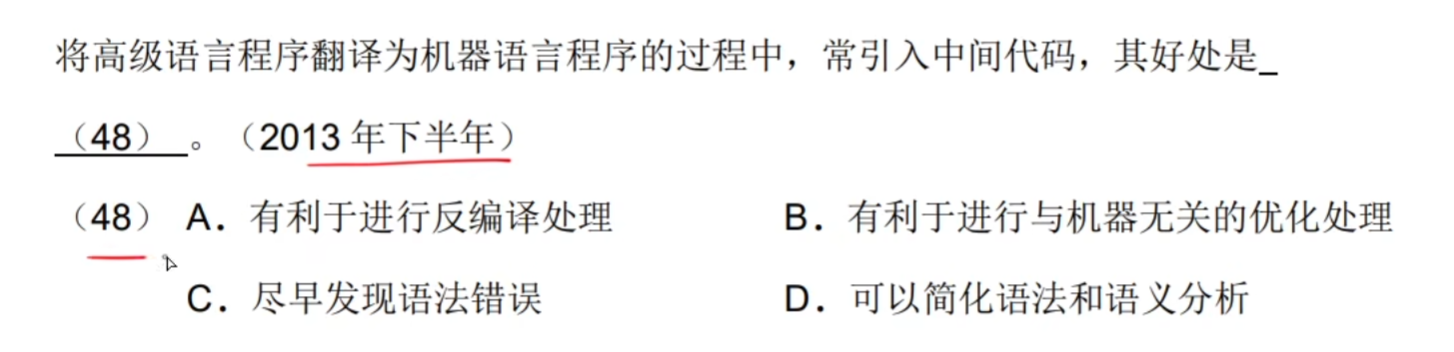 将高级语言程序翻译为机器语言程序的过程中，常引入中间代码，其好处是_
（48） 。（2013 年下半年）
（48） A．有利于进行反编译处理 B．有利于进行与机器无关的优化处理
C．尽早发现语法错误 D．可以简化语法和语义分析